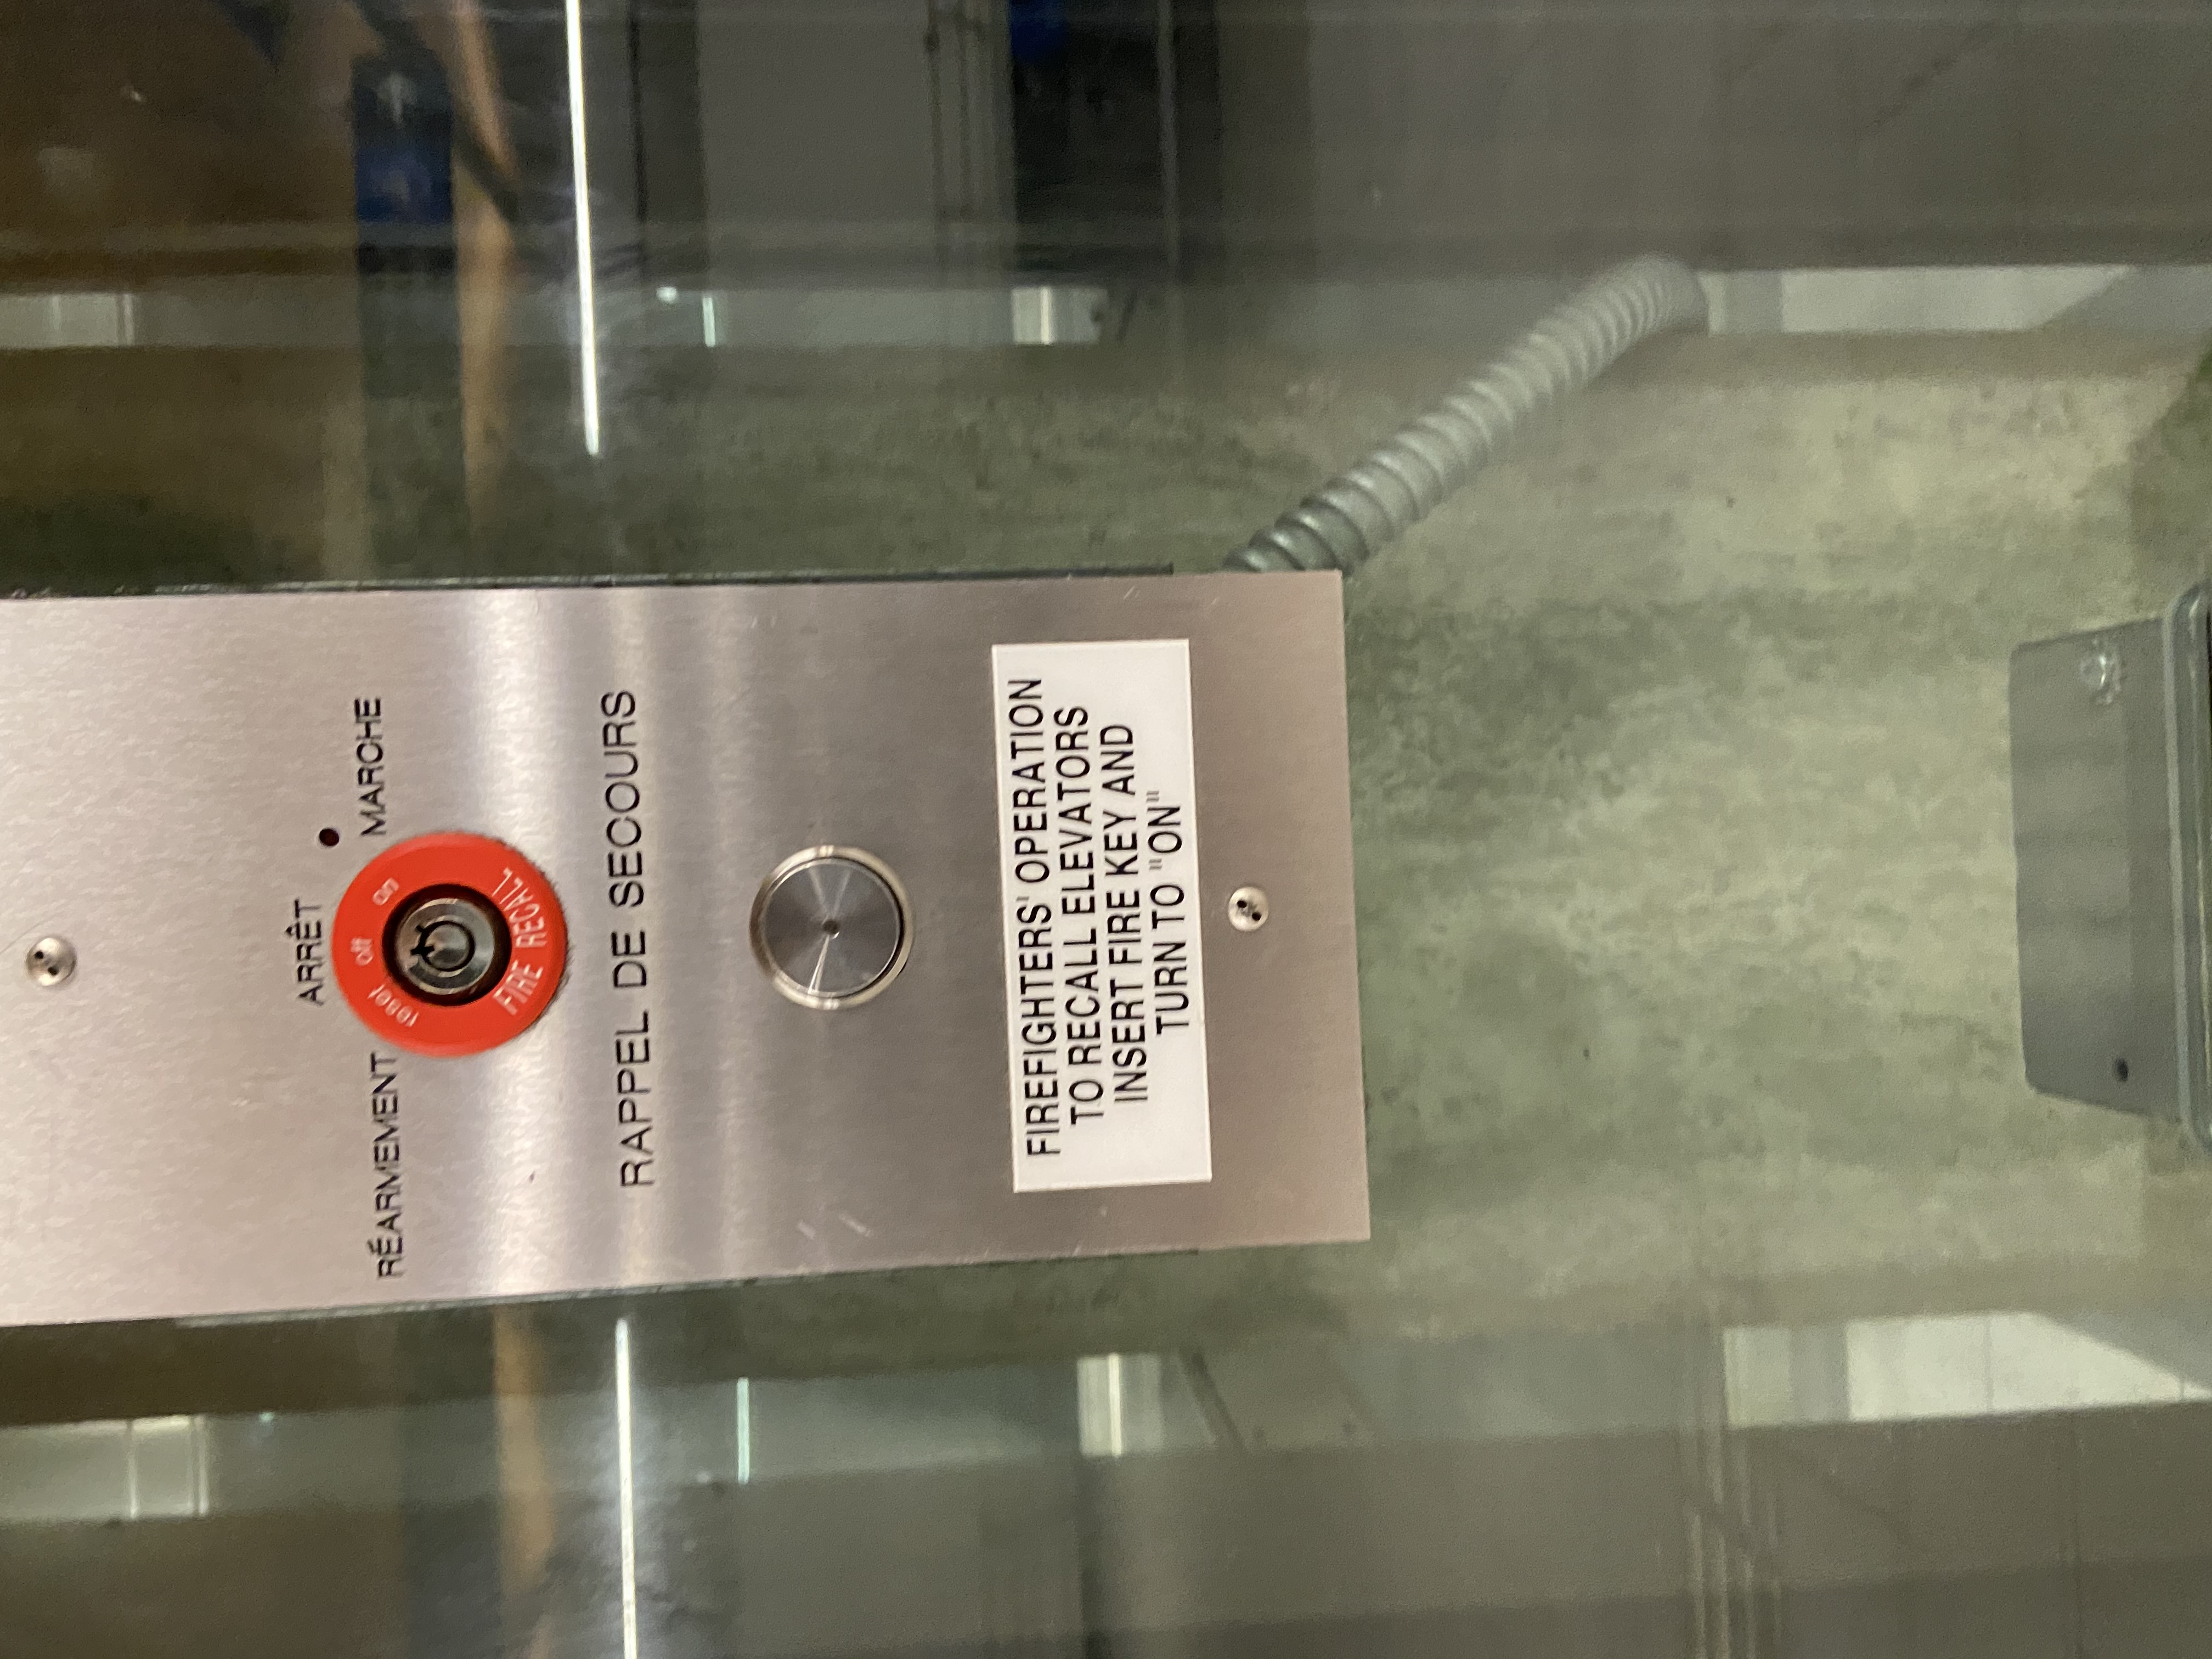 ARRÊT
RÉARMEMENT
MARCHE
reset off on
FIRE RECALL
RAPPEL DE SECOURS
FIREFIGHTERS' OPERATION
TO RECALL ELEVATORS
INSERT FIRE KEY AND
TURN TO "ON"